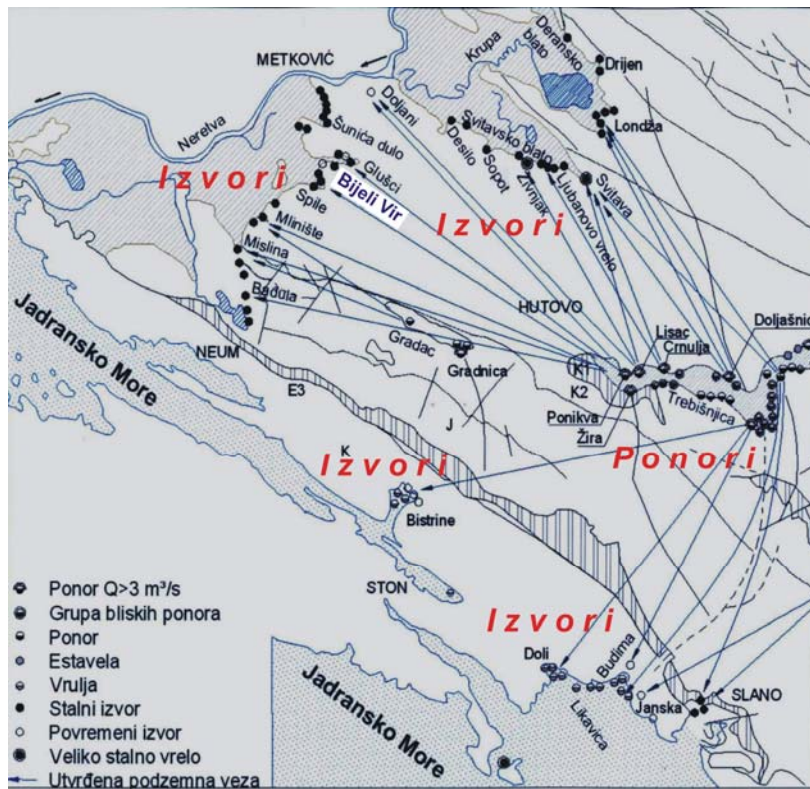 METKOVIĆ
Krupa
Deransko
blato
Drijen
Neretva
Doljani
Londža
Šunića dulo
Desilo
Svitavsko blato
Sopot
Živnjak
Ljubanovo vrelo
Svitava
Izvori
Glušci
Bijeli Vir
Spile
Izvori
Mlinište
Mislina
Badula
HUTOVO
Jadransko More
NEUM
Gradac
Gradnica
Lisac
Crnulja
Doljašnica
K1
K2
E3
Trebišnjica
Ponikva
Žira
J
K
Izvori
Ponori
Bistrine
STON
Izvori
Doli
Budima
Likavica
Janska
SLANO
Jadransko More
Ponor Q>3 m³/s
Grupa bliskih ponora
Ponor
Estavela
Vrulja
Stalni izvor
Povremeni izvor
Veliko stalno vrelo
Utvrđena podzemna veza